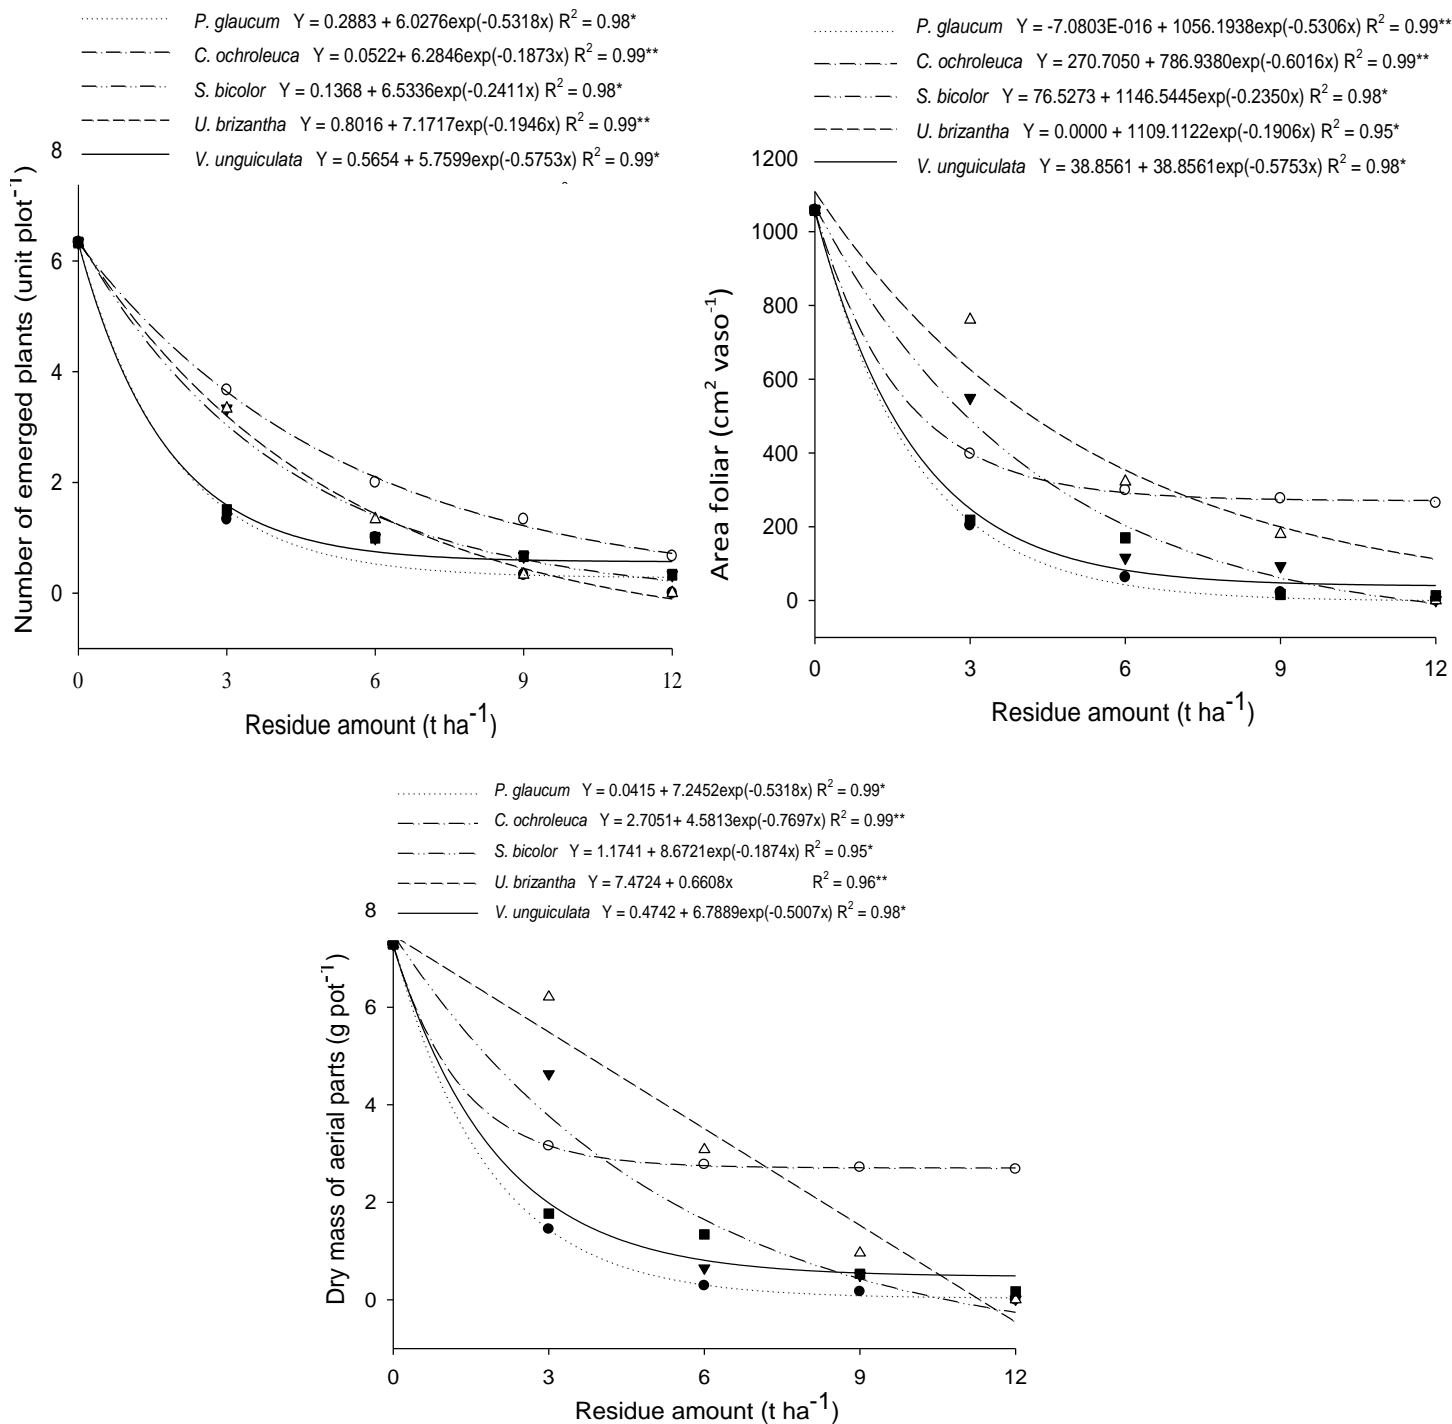 P. glaucum Y = 0.2883 + 6.0276exp(-0.5318x) R² = 0.98*
C. ochroleuca Y = 0.0522+ 6.2846exp(-0.1873x) R² = 0.99**
S. bicolor Y = 0.1368 + 6.5336exp(-0.2411x) R² = 0.98*
U. brizantha Y = 0.8016 + 7.1717exp(-0.1946x) R² = 0.99**
V. unguiculata Y = 0.5654 + 5.7599exp(-0.5753x) R² = 0.99*
8
6
4
2
0
Number of emerged plants (unit plot⁻¹)
0 3 6 9 12
Residue amount (t ha⁻¹)
P. glaucum Y = -7.0803E-016 + 1056.1938exp(-0.5306x) R² = 0.99**
C. ochroleuca Y = 270.7050 + 786.9380exp(-0.6016x) R² = 0.99**
S. bicolor Y = 76.5273 + 1146.5445exp(-0.2350x) R² = 0.98*
U. brizantha Y = 0.0000 + 1109.1122exp(-0.1906x) R² = 0.95*
V. unguiculata Y = 38.8561 + 38.8561exp(-0.5753x) R² = 0.98*
1200
1000
800
600
400
200
0
Area foliar (cm² vaso⁻¹)
0 3 6 9 12
Residue amount (t ha⁻¹)
P. glaucum Y = 0.0415 + 7.2452exp(-0.5318x) R² = 0.99*
C. ochroleuca Y = 2.7051+ 4.5813exp(-0.7697x) R² = 0.99**
S. bicolor Y = 1.1741 + 8.6721exp(-0.1874x) R² = 0.95*
U. brizantha Y = 7.4724 + 0.6608x R² = 0.96**
V. unguiculata Y = 0.4742 + 6.7889exp(-0.5007x) R² = 0.98*
8
6
4
2
0
Dry mass of aerial parts (g pot⁻¹)
0 3 6 9 12
Residue amount (t ha⁻¹)